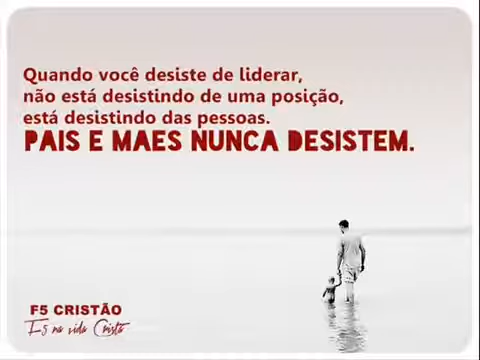 Quando você desiste de liderar,
não está desistindo de uma posição,
está desistindo das pessoas.
PAIS E MAES NUNCA DESISTEM.
F5 CRISTÃO
F5 na vida Cristã